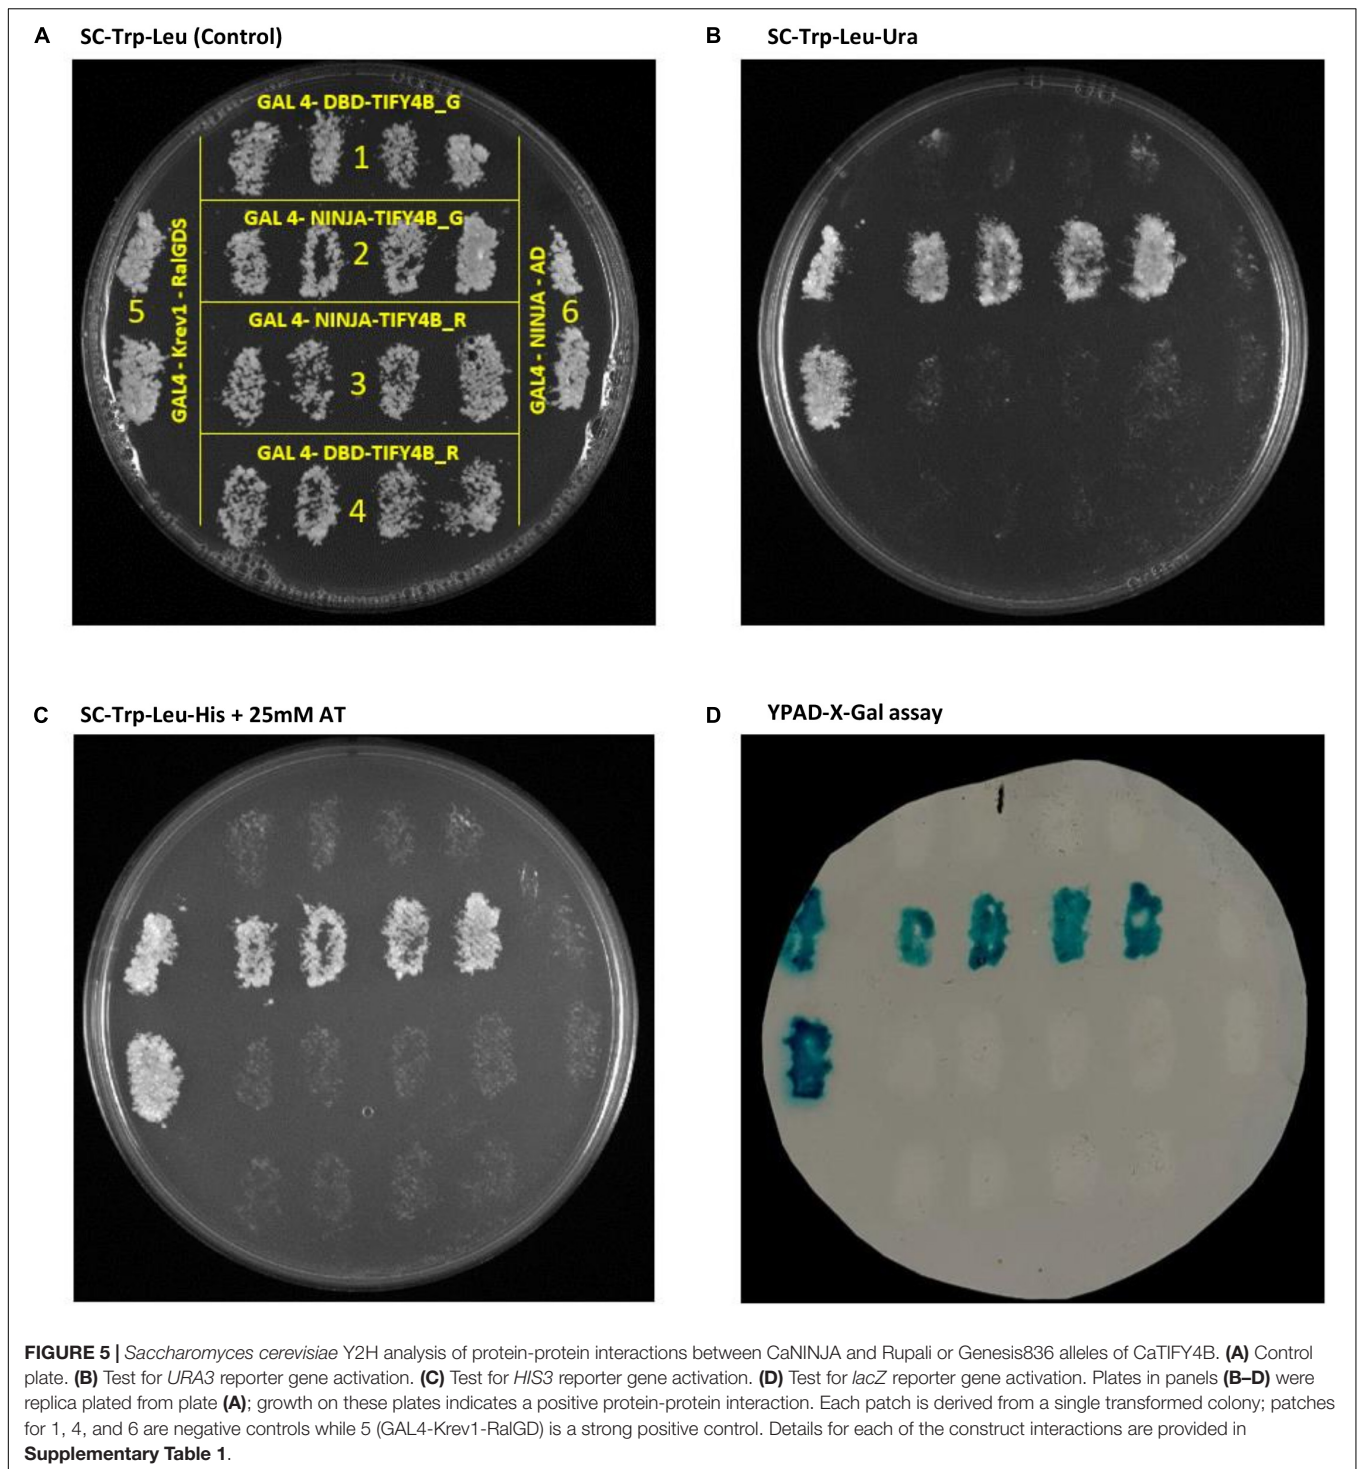 A SC-Trp-Leu (Control)
B SC-Trp-Leu-Ura
GAL 4- DBD-TIFY4B_G
1
GAL 4- NINJA-TIFY4B_G
2
GAL 4- NINJA-TIFY4B_R
3
GAL 4- DBD-TIFY4B_R
4
5
GAL4 - Krev1 - RalGDS
GAL4 - NINJA - AD
6
C SC-Trp-Leu-His + 25mM AT
D YPAD-X-Gal assay
FIGURE 5 | Saccharomyces cerevisiae Y2H analysis of protein-protein interactions between CaNINJA and Rupali or Genesis836 alleles of CaTIFY4B. (A) Control
plate. (B) Test for URA3 reporter gene activation. (C) Test for HIS3 reporter gene activation. (D) Test for lacZ reporter gene activation. Plates in panels (B–D) were
replica plated from plate (A); growth on these plates indicates a positive protein-protein interaction. Each patch is derived from a single transformed colony; patches
for 1, 4, and 6 are negative controls while 5 (GAL4-Krev1-RalGD) is a strong positive control. Details for each of the construct interactions are provided in
Supplementary Table 1.